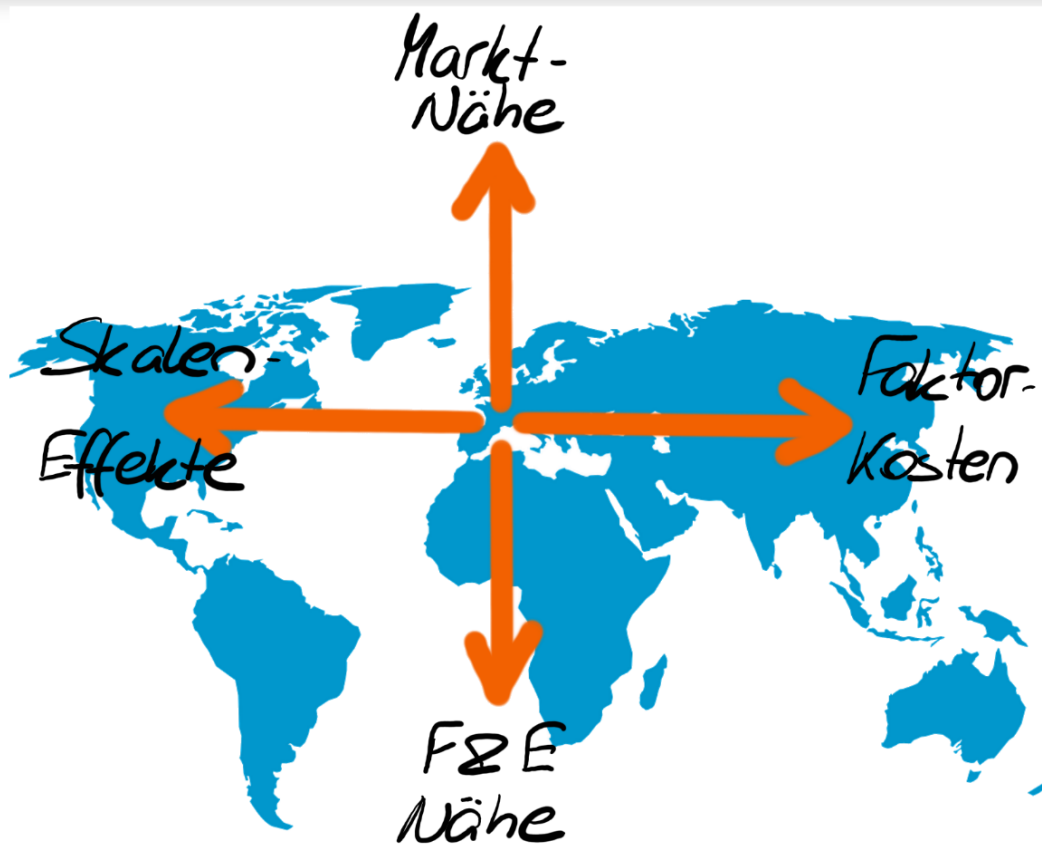 Markt-
Nähe
Skalen-
Effekte
Faktor-
Kosten
F&E
Nähe